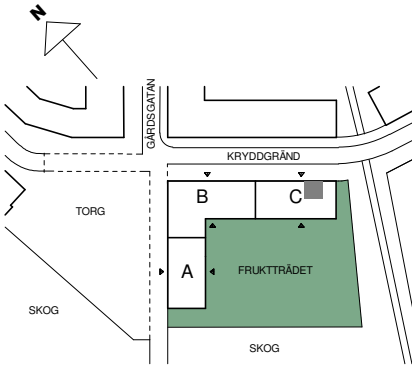 N
GÅRDSGATAN
KRYDDGRÄND
B
C
TORG
A
FRUKTTRÄDET
SKOG
SKOG